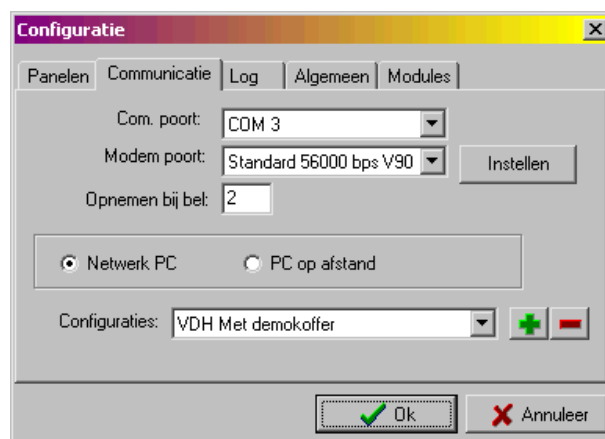 Configuratie
Panelen Communicatie Log Algemeen Modules
Com. poort: COM 3
Modem poort: Standard 56000 bps V90 Instellen
Opnemen bij bel: 2
Netwerk PC PC op afstand
Configuraties: VDH Met demokoffer
Ok Annuleer